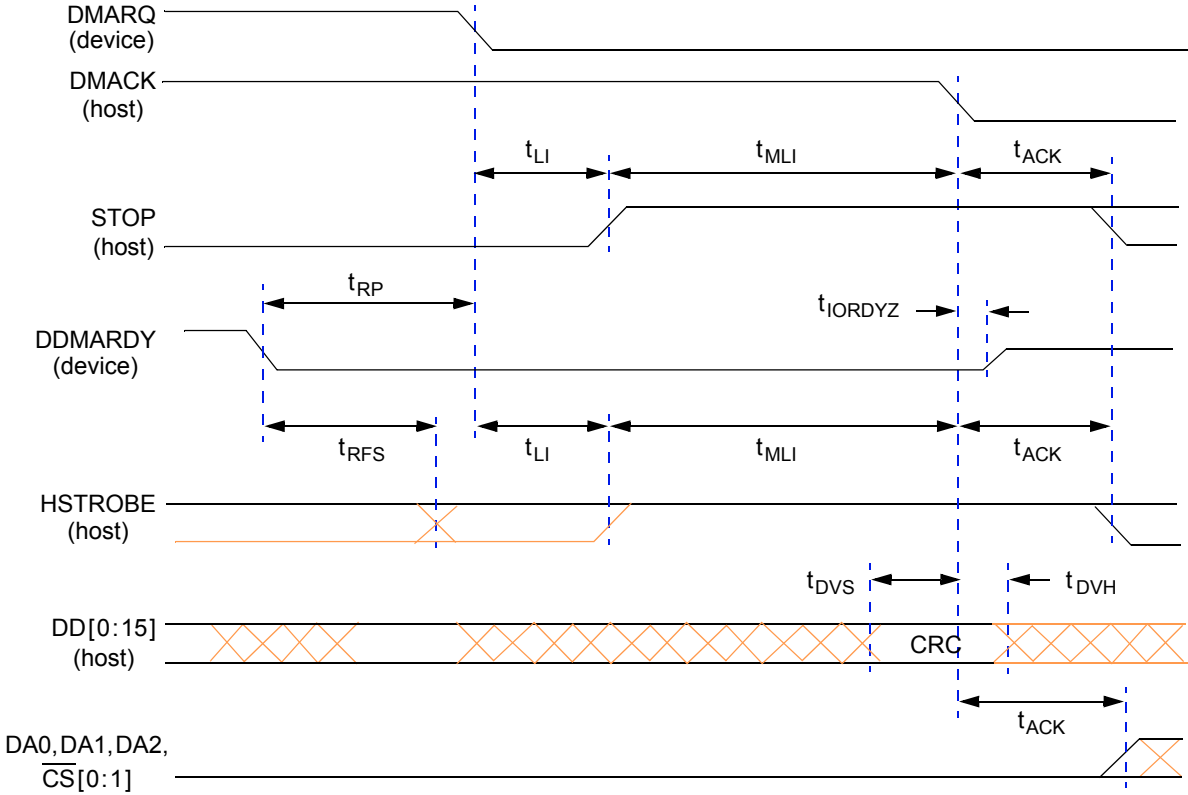 DMARQ
(device)
DMACK
(host)
tLI
tMLI
tACK
STOP
(host)
tRP
tIORDYZ
DDMARDY
(device)
tRFS
tLI
tMLI
tACK
HSTROBE
(host)
tDVS
tDVH
DD[0:15]
(host)
CRC
tACK
DA0,DA1,DA2,
CS[0:1]